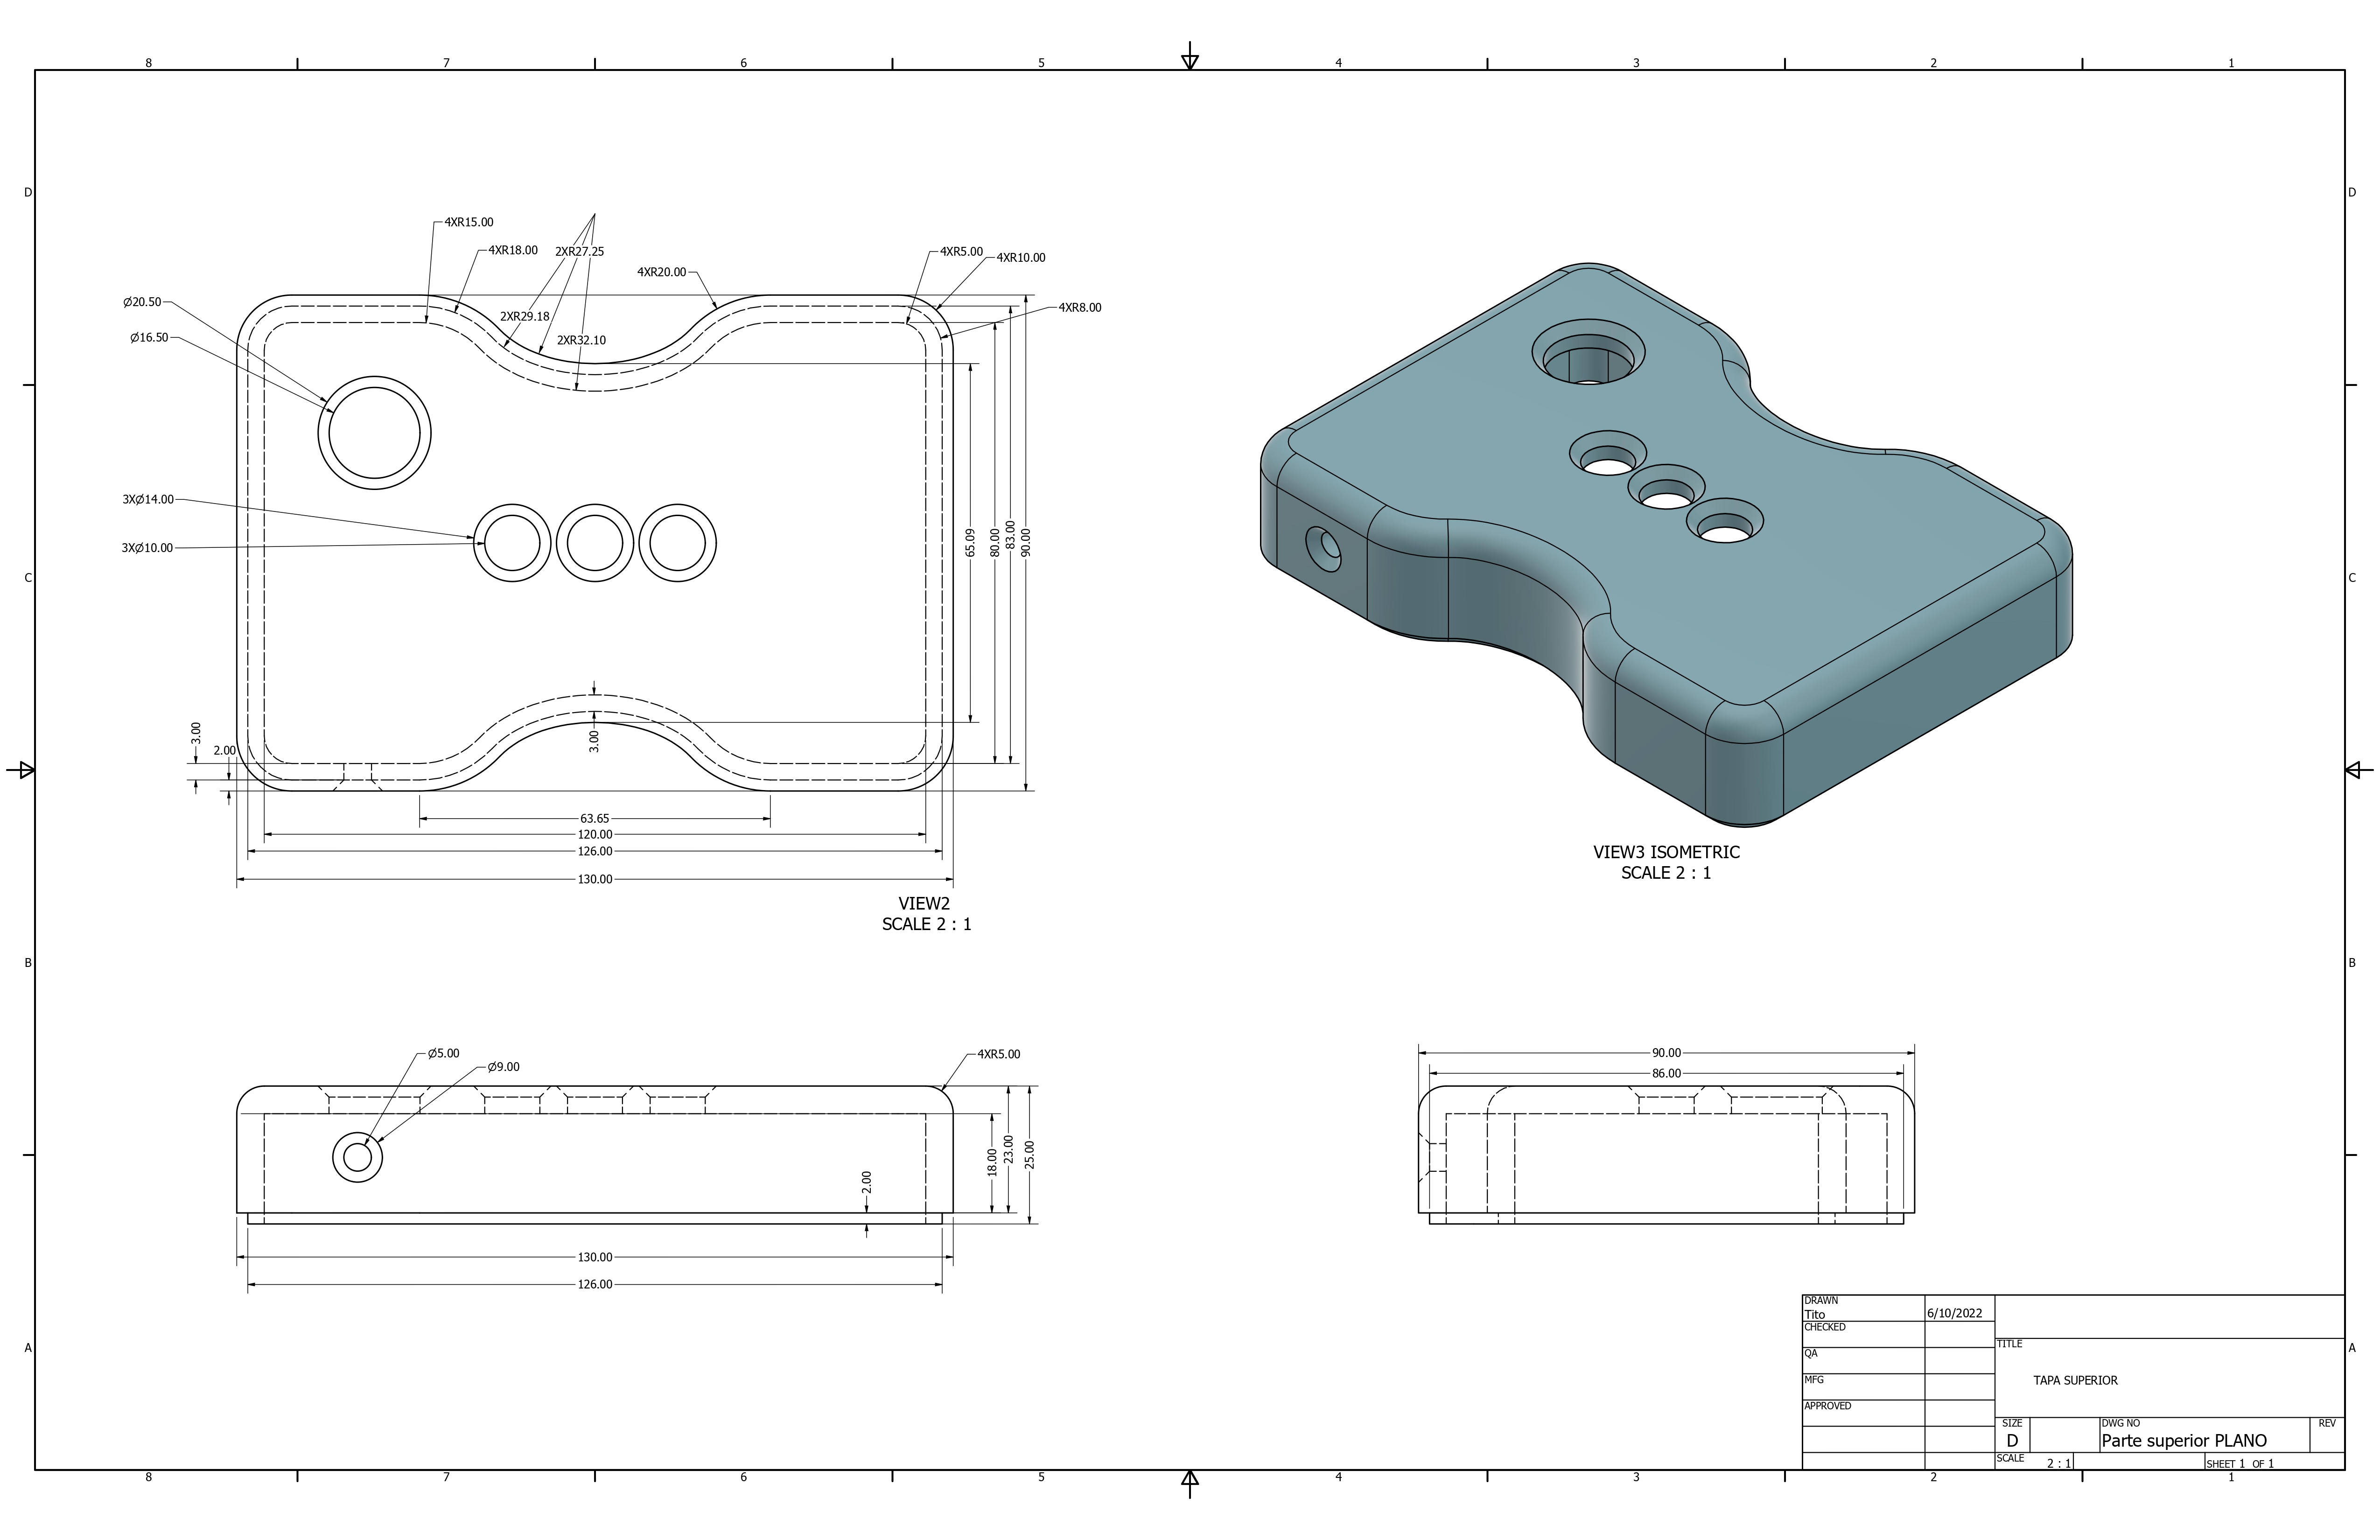 8 7 6 5 4 3 2 1
D
D
4XR15.00
4XR18.00
2XR27.25
4XR20.00
4XR5.00
4XR10.00
4XR8.00
Ø20.50
Ø16.50
2XR29.18
2XR32.10
3XØ14.00
3XØ10.00
65.09
80.00
83.00
90.00
C
C
3.00
2.00
3.00
63.65
120.00
126.00
130.00
VIEW2
SCALE 2 : 1
VIEW3 ISOMETRIC
SCALE 2 : 1
B
B
Ø5.00
Ø9.00
4XR5.00
2.00
18.00
23.00
25.00
130.00
126.00
90.00
86.00
A
A
DRAWN
Tito
6/10/2022
CHECKED
QA
MFG
APPROVED
TITLE
TAPA SUPERIOR
SIZE
D
DWG NO
Parte superior PLANO
REV
SCALE
2 : 1
SHEET 1 OF 1
8 7 6 5 4 3 2 1